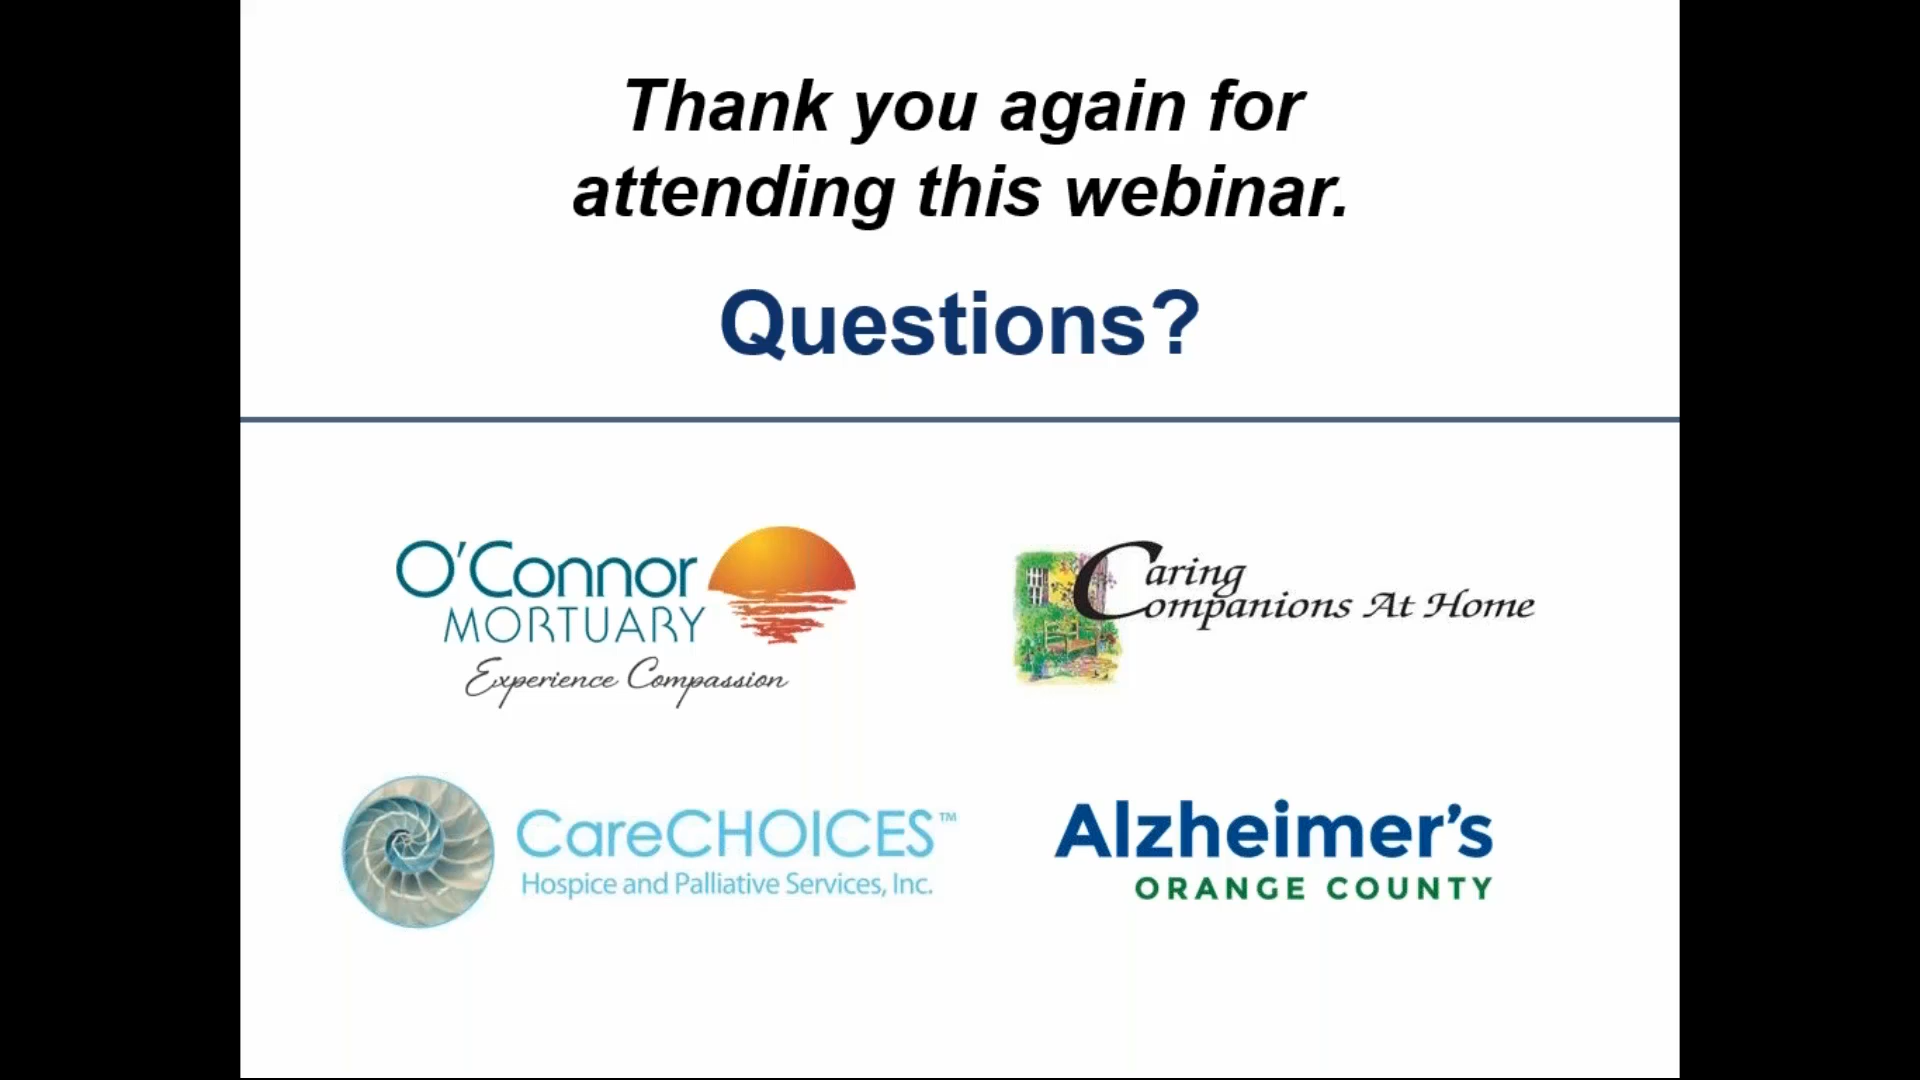 Thank you again for
attending this webinar.
Questions?
O'Connor
MORTUARY
Experience Compassion
Caring
Companions At Home
CareCHOICES™
Hospice and Palliative Services, Inc.
Alzheimer's
ORANGE COUNTY